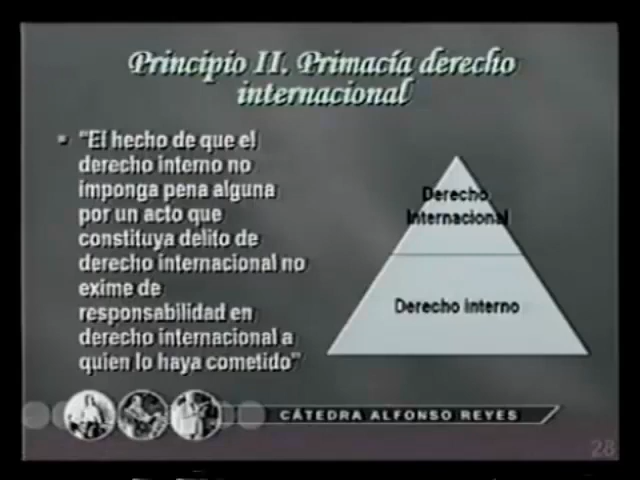 Principio II. Primacía derecho
internacional
"El hecho de que el
derecho interno no
imponga pena alguna
por un acto que
constituya delito de
derecho internacional no
exime de
responsabilidad en
derecho internacional a
quien lo haya cometido"
Derecho
Internacional
Derecho Interno
CÁTEDRA ALFONSO REYES
28